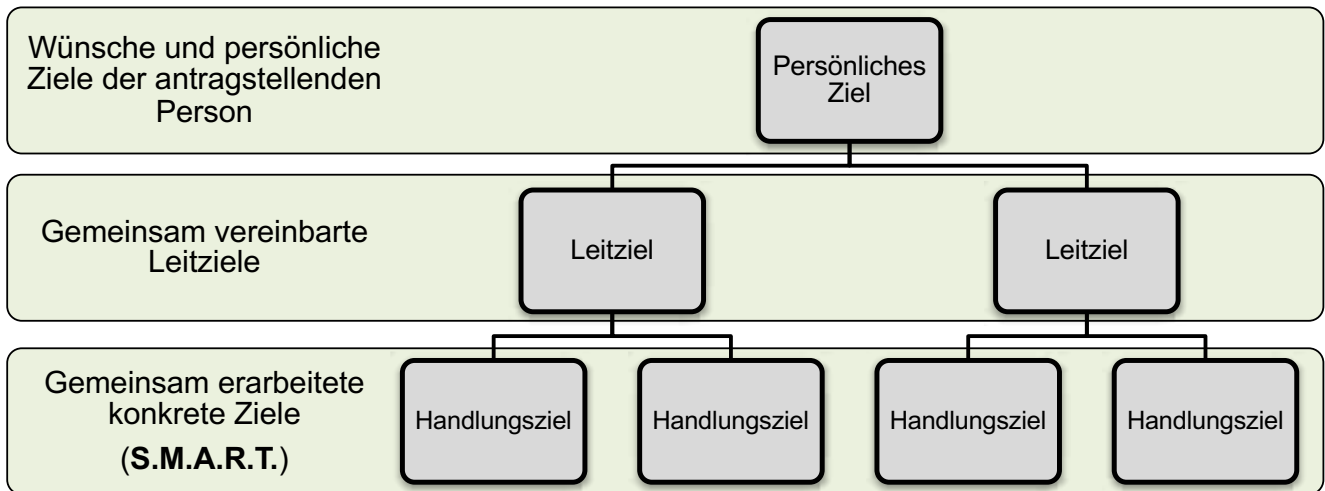 Wünsche und persönliche
Ziele der antragstellenden
Person
Persönliches
Ziel
Gemeinsam vereinbarte
Leitziele
Leitziel
Leitziel
Gemeinsam erarbeitete
konkrete Ziele
(S.M.A.R.T.)
Handlungsziel
Handlungsziel
Handlungsziel
Handlungsziel